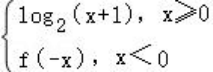 log₂(x+1), x⩾0
f(-x), x<0